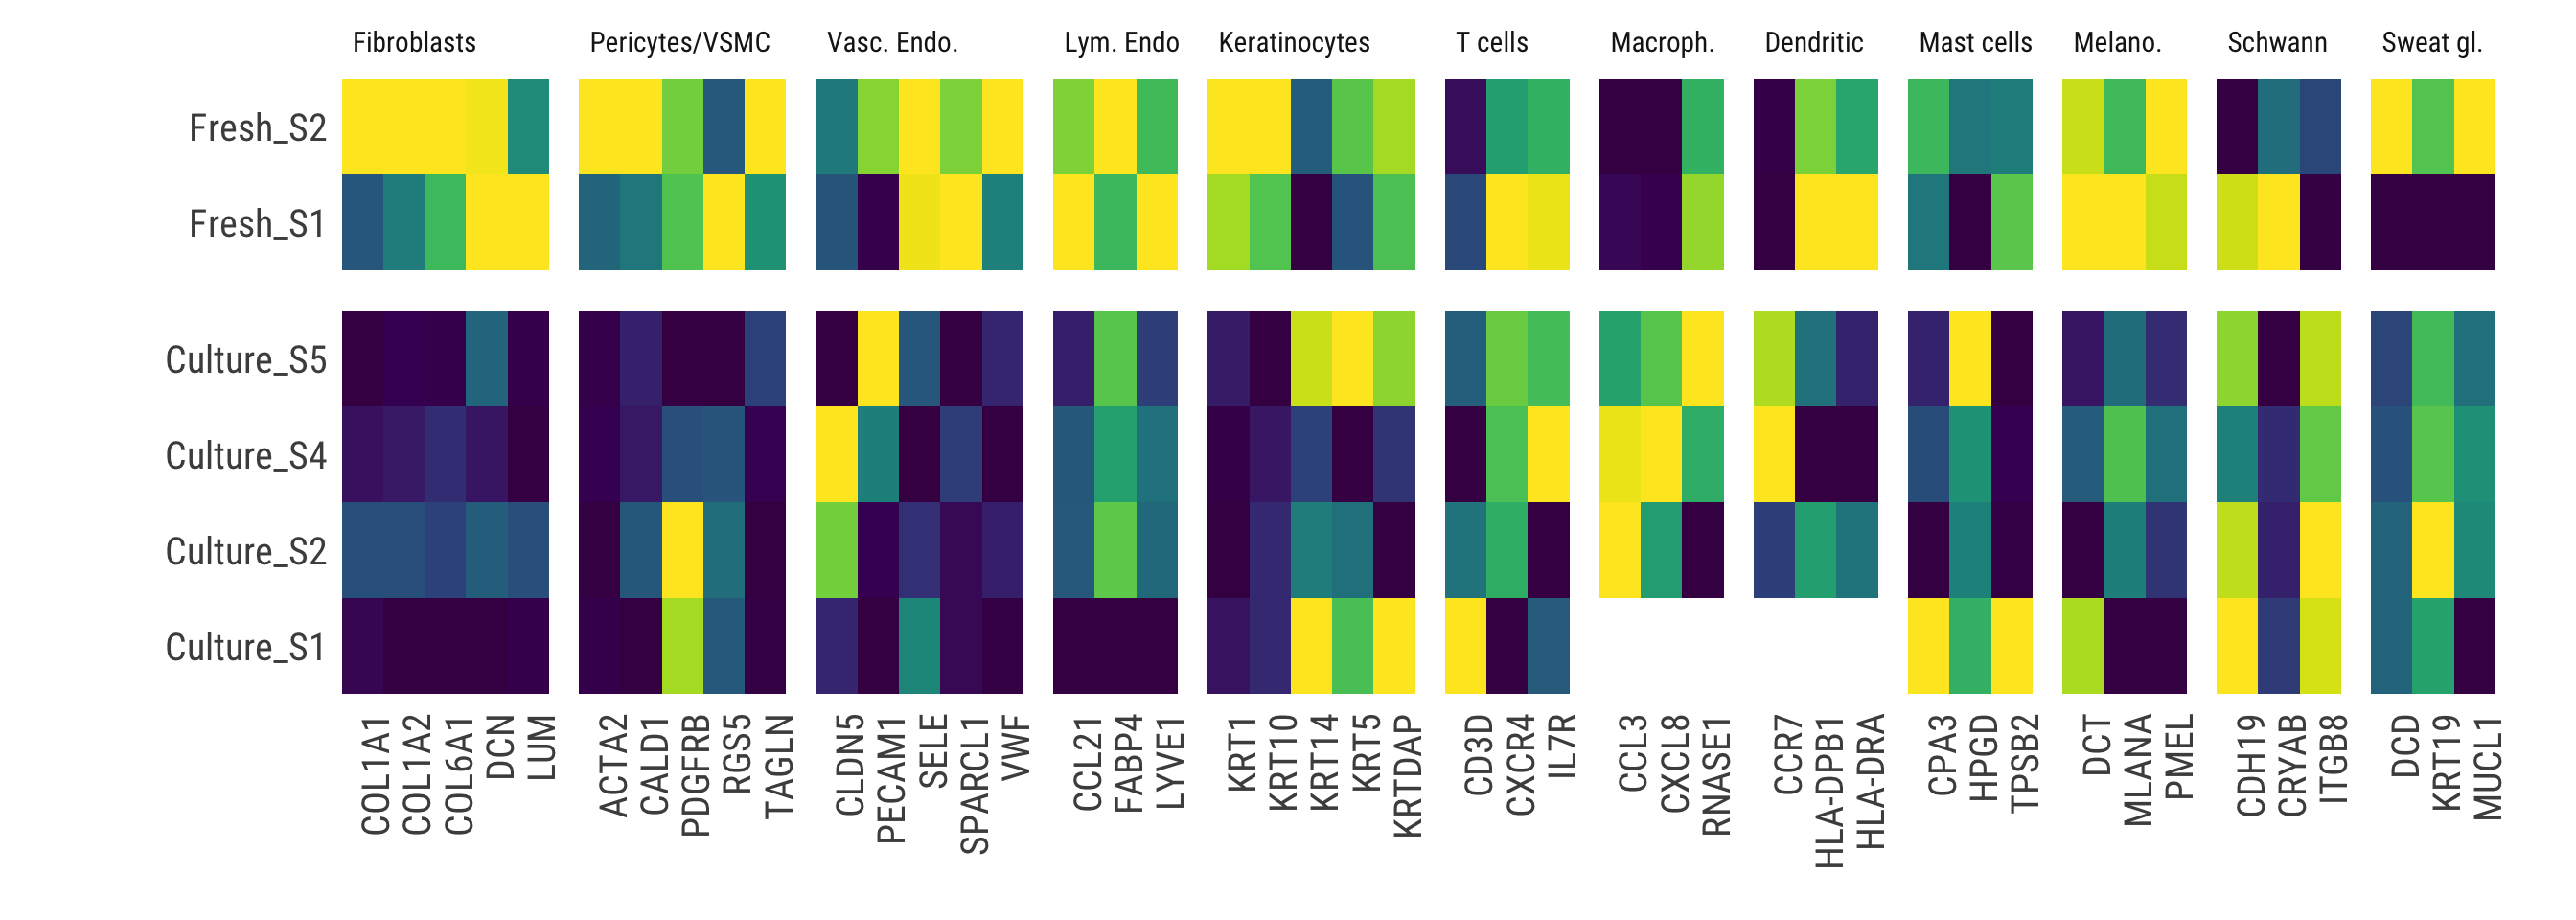 Fibroblasts
Pericytes/VSMC
Vasc. Endo.
Lym. Endo
Keratinocytes
T cells
Macroph.
Dendritic
Mast cells
Melano.
Schwann
Sweat gl.
Fresh_S2
Fresh_S1
Culture_S5
Culture_S4
Culture_S2
Culture_S1
COL1A1
COL1A2
COL6A1
DCN
LUM
ACTA2
CALD1
PDGFRB
RGS5
TAGLN
CLDN5
PECAM1
SELE
SPARCL1
VWF
CCL21
FABP4
LYVE1
KRT1
KRT10
KRT14
KRT5
KRTDAP
CD3D
CXCR4
IL7R
CCL3
CXCL8
RNASE1
CCR7
HLA-DPB1
HLA-DRA
CPA3
HPGD
TPSB2
DCT
MLANA
PMEL
CDH19
CRYAB
ITGB8
DCD
KRT19
MUCL1